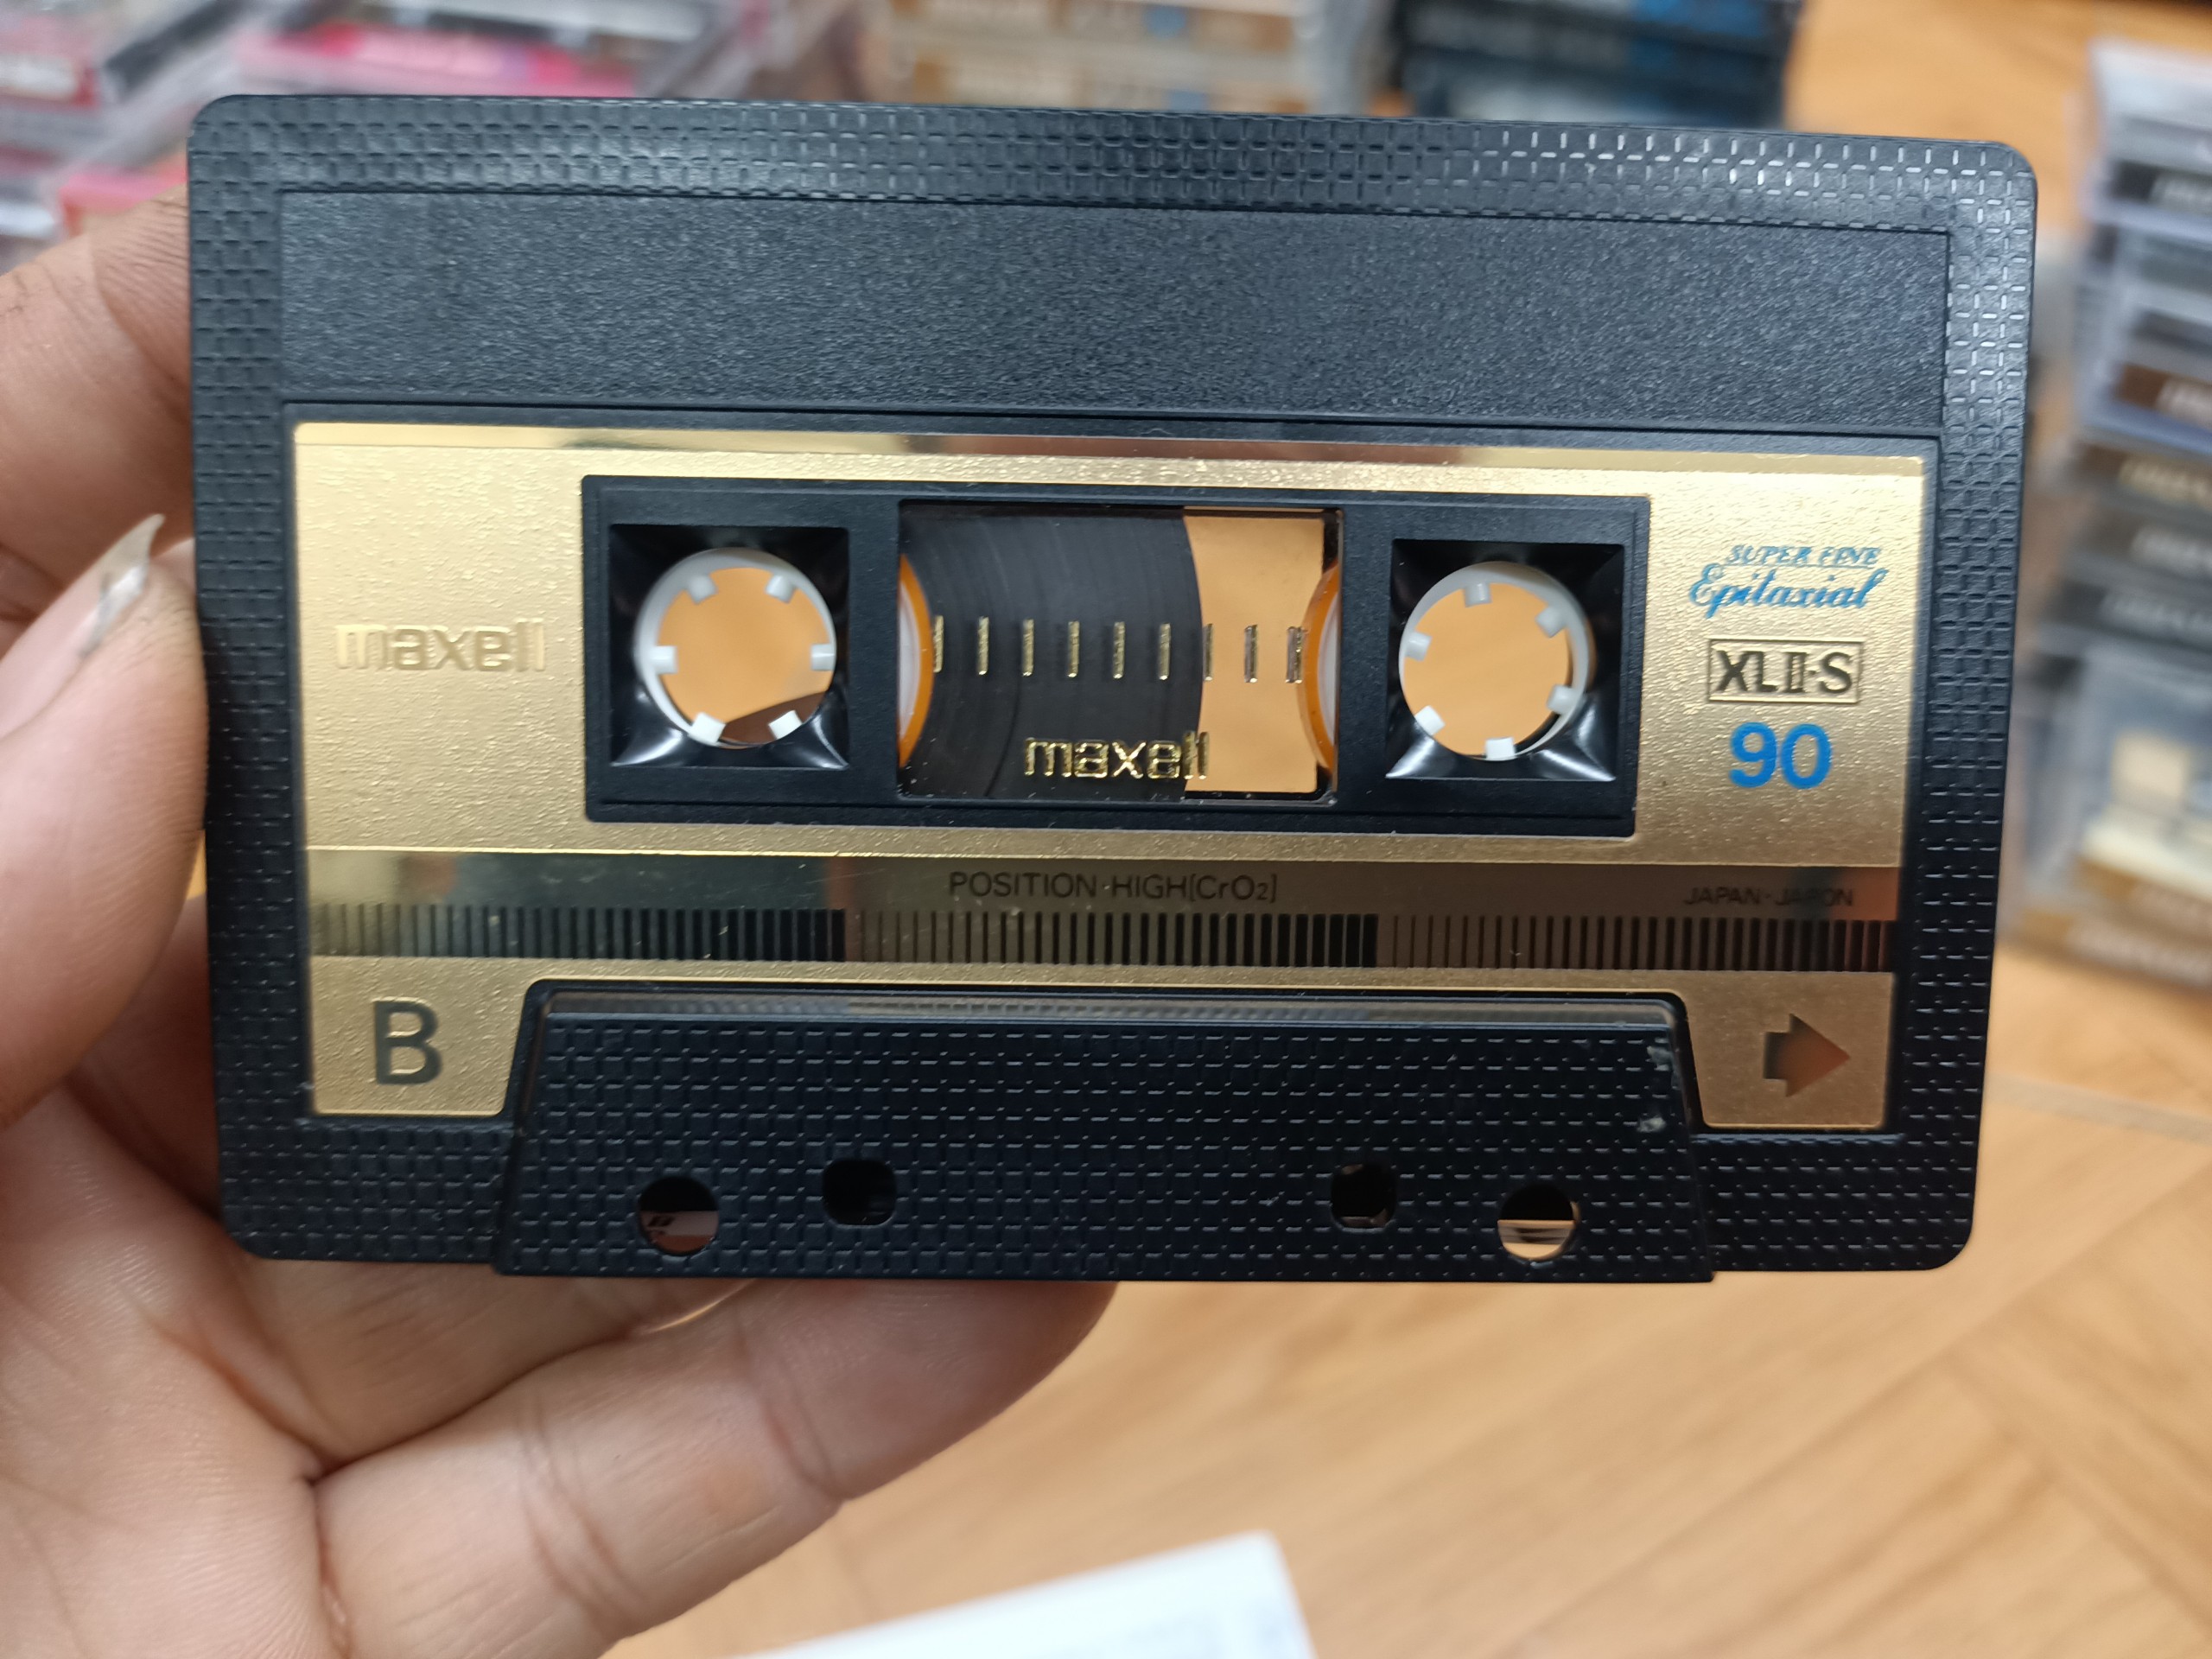 maxell
SUPER FINE
Epitaxial
XLII-S
90
maxell
POSITION·HIGH[CrO₂]
JAPAN·JAPON
B